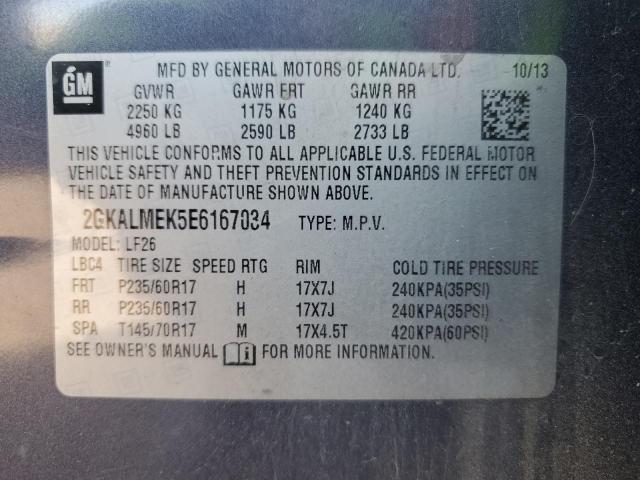 GM
MFD BY GENERAL MOTORS OF CANADA LTD. 10/13
GVWR GAWR FRT GAWR RR
2250 KG 1175 KG 1240 KG
4960 LB 2590 LB 2733 LB
THIS VEHICLE CONFORMS TO ALL APPLICABLE U.S. FEDERAL MOTOR
VEHICLE SAFETY AND THEFT PREVENTION STANDARDS IN EFFECT ON
THE DATE OF MANUFACTURE SHOWN ABOVE.
2GKALMEK5E6167034 TYPE: M.P.V.
MODEL: LF26
LBC4 TIRE SIZE SPEED RTG RIM COLD TIRE PRESSURE
FRT P235/60R17 H 17X7J 240KPA(35PSI)
RR P235/60R17 H 17X7J 240KPA(35PSI)
SPA T145/70R17 M 17X4.5T 420KPA(60PSI)
SEE OWNER'S MANUAL FOR MORE INFORMATION.